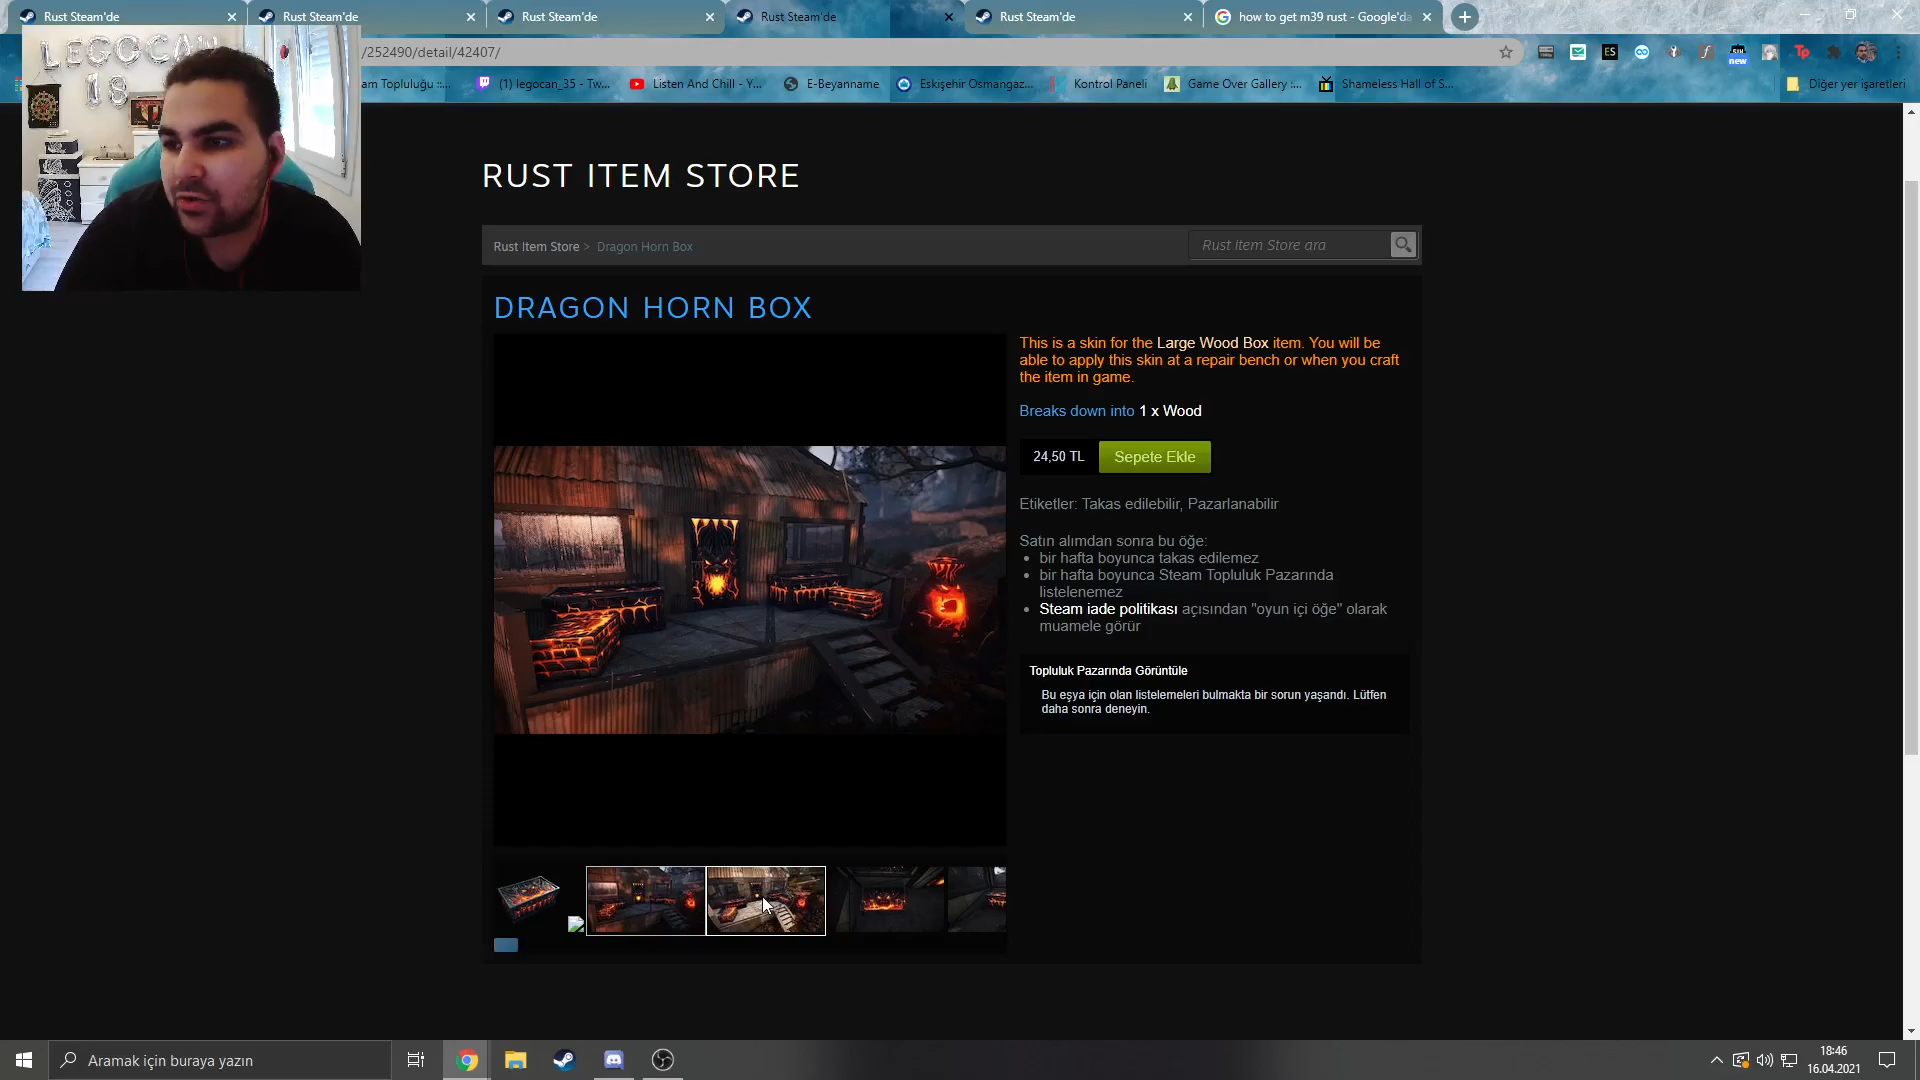 Rust Steam'de
Rust Steam'de
Rust Steam'de
Rust Steam'de
Rust Steam'de
how to get m39 rust - Google'da
/252490/detail/42407/
ES
new
am Topluluğu ::...
(1) legocan_35 - Tw...
Listen And Chill - Y...
E-Beyanname
Eskişehir Osmangaz...
Kontrol Paneli
Game Over Gallery :...
Shameless Hall of S...
Diğer yer işaretleri
LEGOCAN
18
RUST ITEM STORE
Rust Item Store > Dragon Horn Box
Rust Item Store ara
DRAGON HORN BOX
This is a skin for the Large Wood Box item. You will be
able to apply this skin at a repair bench or when you craft
the item in game.
Breaks down into 1 x Wood
24,50 TL
Sepete Ekle
Etiketler: Takas edilebilir, Pazarlanabilir
Satın alımdan sonra bu öğe:
bir hafta boyunca takas edilemez
bir hafta boyunca Steam Topluluk Pazarında
listelenemez
Steam iade politikası açısından "oyun içi öğe" olarak
muamele görür
Topluluk Pazarında Görüntüle
Bu eşya için olan listelemeleri bulmakta bir sorun yaşandı. Lütfen
daha sonra deneyin.
Aramak için buraya yazın
18:46
16.04.2021